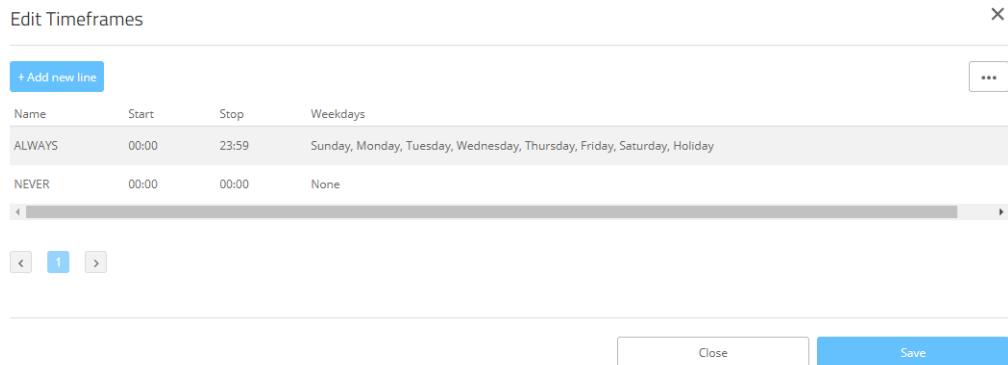 Edit Timeframes
+ Add new line
Name Start Stop Weekdays
ALWAYS 00:00 23:59 Sunday, Monday, Tuesday, Wednesday, Thursday, Friday, Saturday, Holiday
NEVER 00:00 00:00 None
1
Close Save